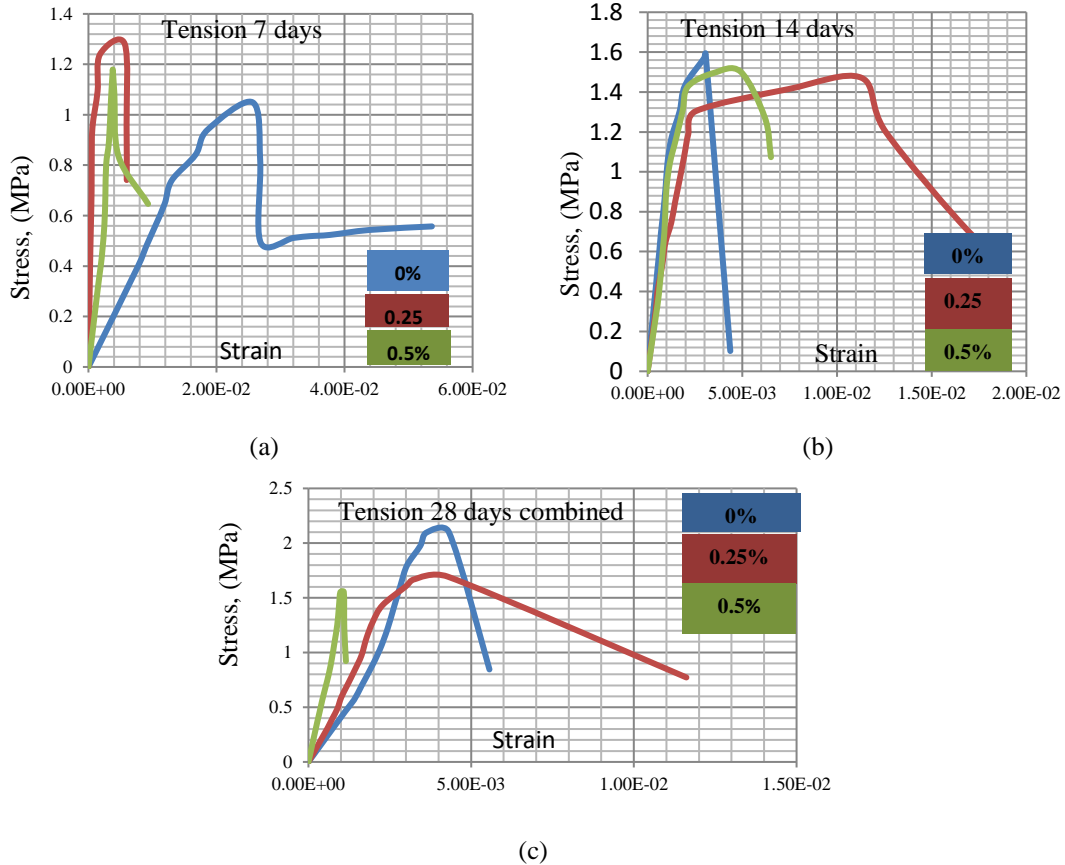 Tension 7 days
Stress, (MPa)
1.4
1.2
1
0.8
0.6
0.4
0.2
0
0%
0.25
0.5%
Strain
0.00E+00 2.00E-02 4.00E-02 6.00E-02
(a)
Tension 14 days
Stress, (MPa)
1.8
1.6
1.4
1.2
1
0.8
0.6
0.4
0.2
0
0%
0.25
0.5%
Strain
0.00E+00 5.00E-03 1.00E-02 1.50E-02 2.00E-02
(b)
Tension 28 days combined
Stress, (MPa)
2.5
2
1.5
1
0.5
0
0%
0.25%
0.5%
Strain
0.00E+00 5.00E-03 1.00E-02 1.50E-02
(c)